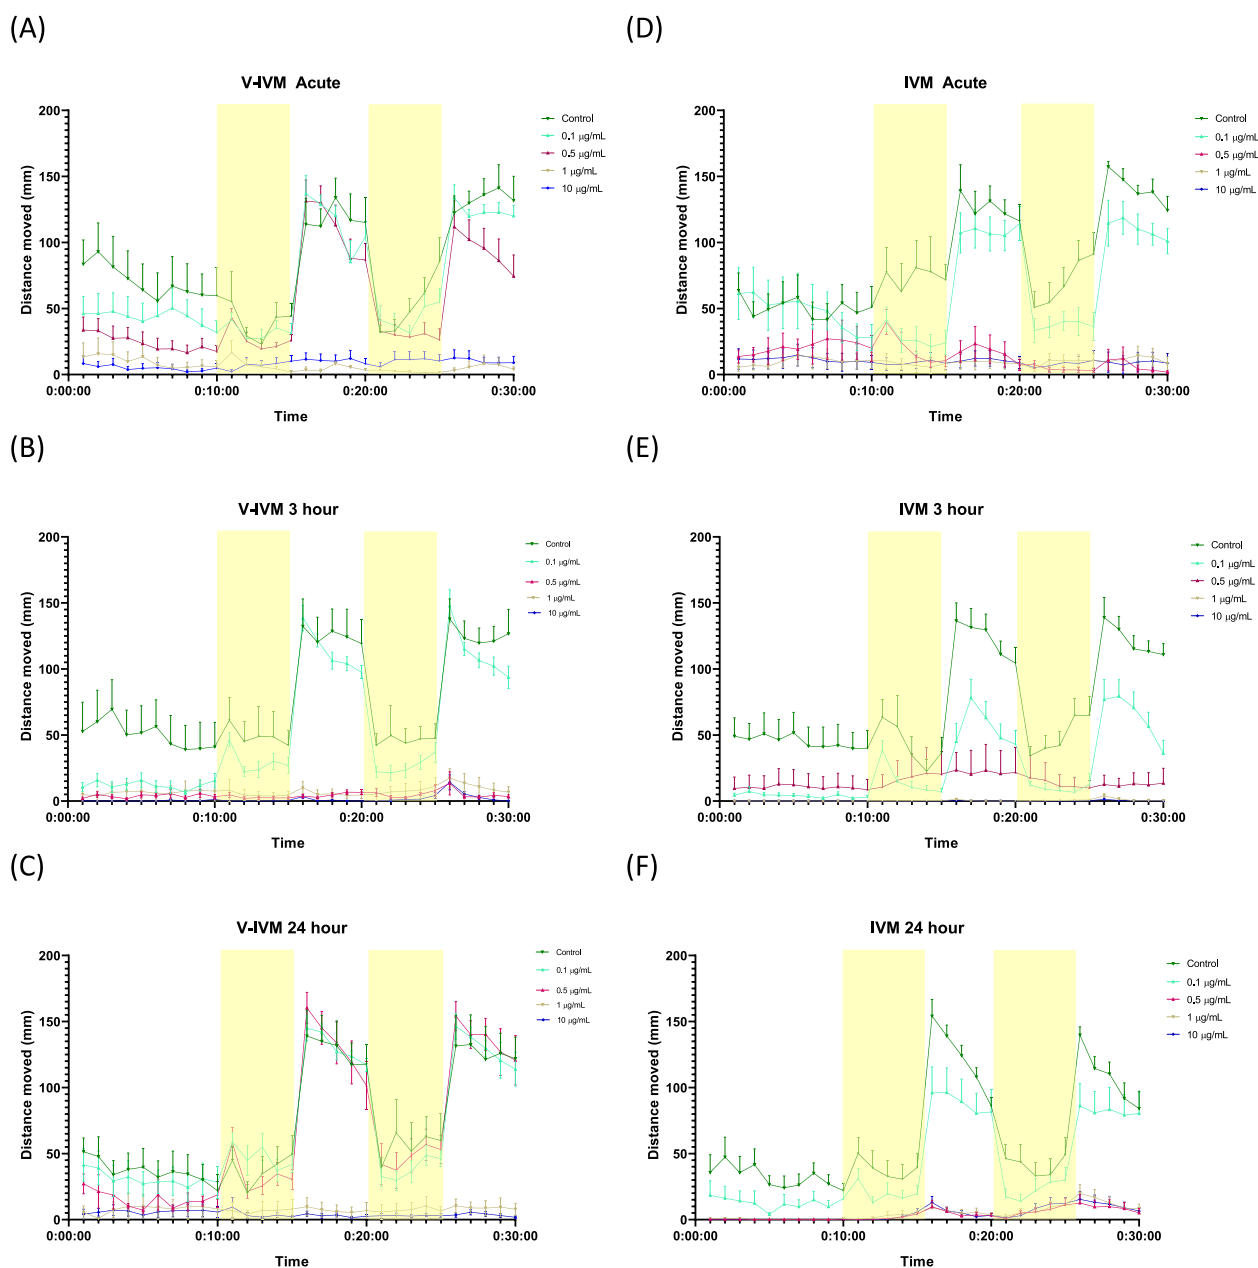 (A)
V-IVM Acute
Distance moved (mm)
200
150
100
50
0
0:00:00
0:10:00
0:20:00
0:30:00
Time
Control
0.1 µg/mL
0.5 µg/mL
1 µg/mL
10 µg/mL
(D)
IVM Acute
Distance moved (mm)
200
150
100
50
0
0:00:00
0:10:00
0:20:00
0:30:00
Time
Control
0.1 µg/mL
0.5 µg/mL
1 µg/mL
10 µg/mL
(B)
V-IVM 3 hour
Distance moved (mm)
200
150
100
50
0
0:00:00
0:10:00
0:20:00
0:30:00
Time
Control
0.1 µg/mL
0.5 µg/mL
1 µg/mL
10 µg/mL
(E)
IVM 3 hour
Distance moved (mm)
200
150
100
50
0
0:00:00
0:10:00
0:20:00
0:30:00
Time
Control
0.1 µg/mL
0.5 µg/mL
1 µg/mL
10 µg/mL
(C)
V-IVM 24 hour
Distance moved (mm)
200
150
100
50
0
0:00:00
0:10:00
0:20:00
0:30:00
Time
Control
0.1 µg/mL
0.5 µg/mL
1 µg/mL
10 µg/mL
(F)
IVM 24 hour
Distance moved (mm)
200
150
100
50
0
0:00:00
0:10:00
0:20:00
0:30:00
Time
Control
0.1 µg/mL
0.5 µg/mL
1 µg/mL
10 µg/mL